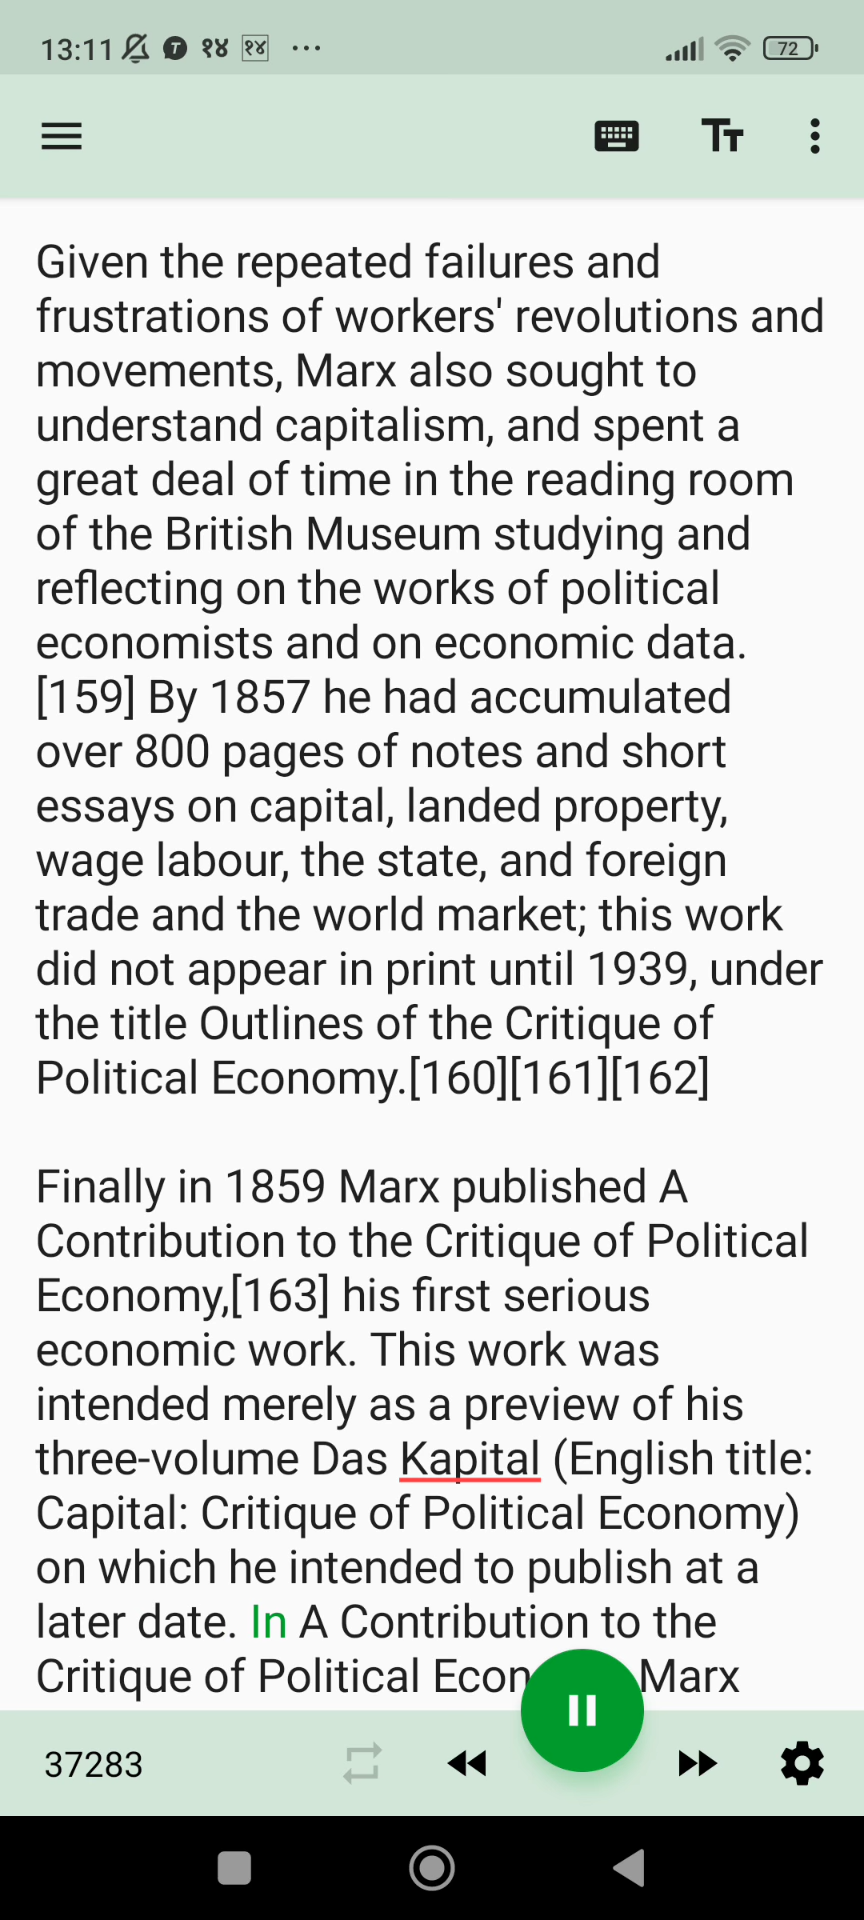 13:11 १४ १४ 72
Given the repeated failures and
frustrations of workers' revolutions and
movements, Marx also sought to
understand capitalism, and spent a
great deal of time in the reading room
of the British Museum studying and
reflecting on the works of political
economists and on economic data.
[159] By 1857 he had accumulated
over 800 pages of notes and short
essays on capital, landed property,
wage labour, the state, and foreign
trade and the world market; this work
did not appear in print until 1939, under
the title Outlines of the Critique of
Political Economy.[160][161][162]
Finally in 1859 Marx published A
Contribution to the Critique of Political
Economy,[163] his first serious
economic work. This work was
intended merely as a preview of his
three-volume Das Kapital (English title:
Capital: Critique of Political Economy)
on which he intended to publish at a
later date. In A Contribution to the
Critique of Political Econ Marx
37283